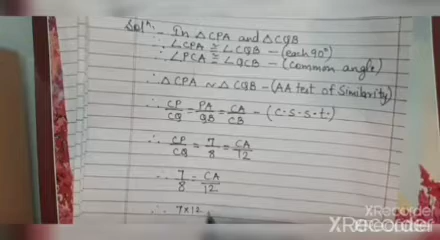 Solⁿ:- In △CPA and △CQB
∴ ∠CPA ≅ ∠CQB - (each 90°)
∴ ∠PCA ≅ ∠QCB - (Common angle)
∴ △CPA ~ △CQB - (AA test of Similarity)
∴ CP/CQ = PA/QB = CA/CB - (c.s.s.t.)
∴ CP/CQ = 7/8 = CA/12
∴ 7/8 = CA/12
∴ 7×12
XRecorder
XRecorder